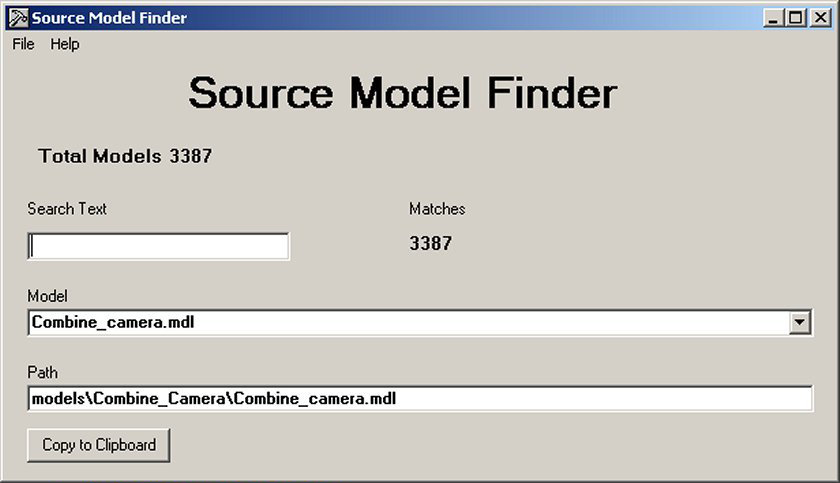 Source Model Finder
File Help
Source Model Finder
Total Models 3387
Search Text Matches
3387
Model
Combine_camera.mdl
Path
models\Combine_Camera\Combine_camera.mdl
Copy to Clipboard